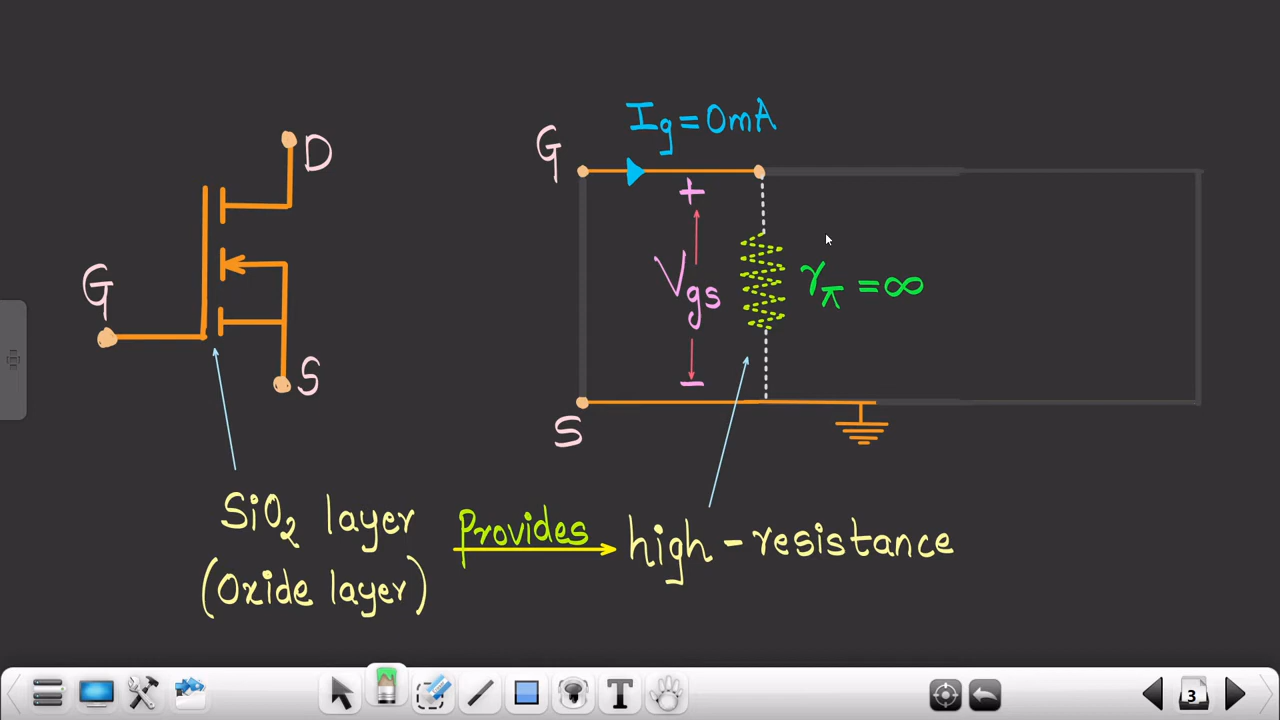 D
G
S
Ig = 0mA
G
+
Vgs
−
rπ = ∞
S
SiO2 layer
(Oxide layer)
Provides
high - resistance
T
3